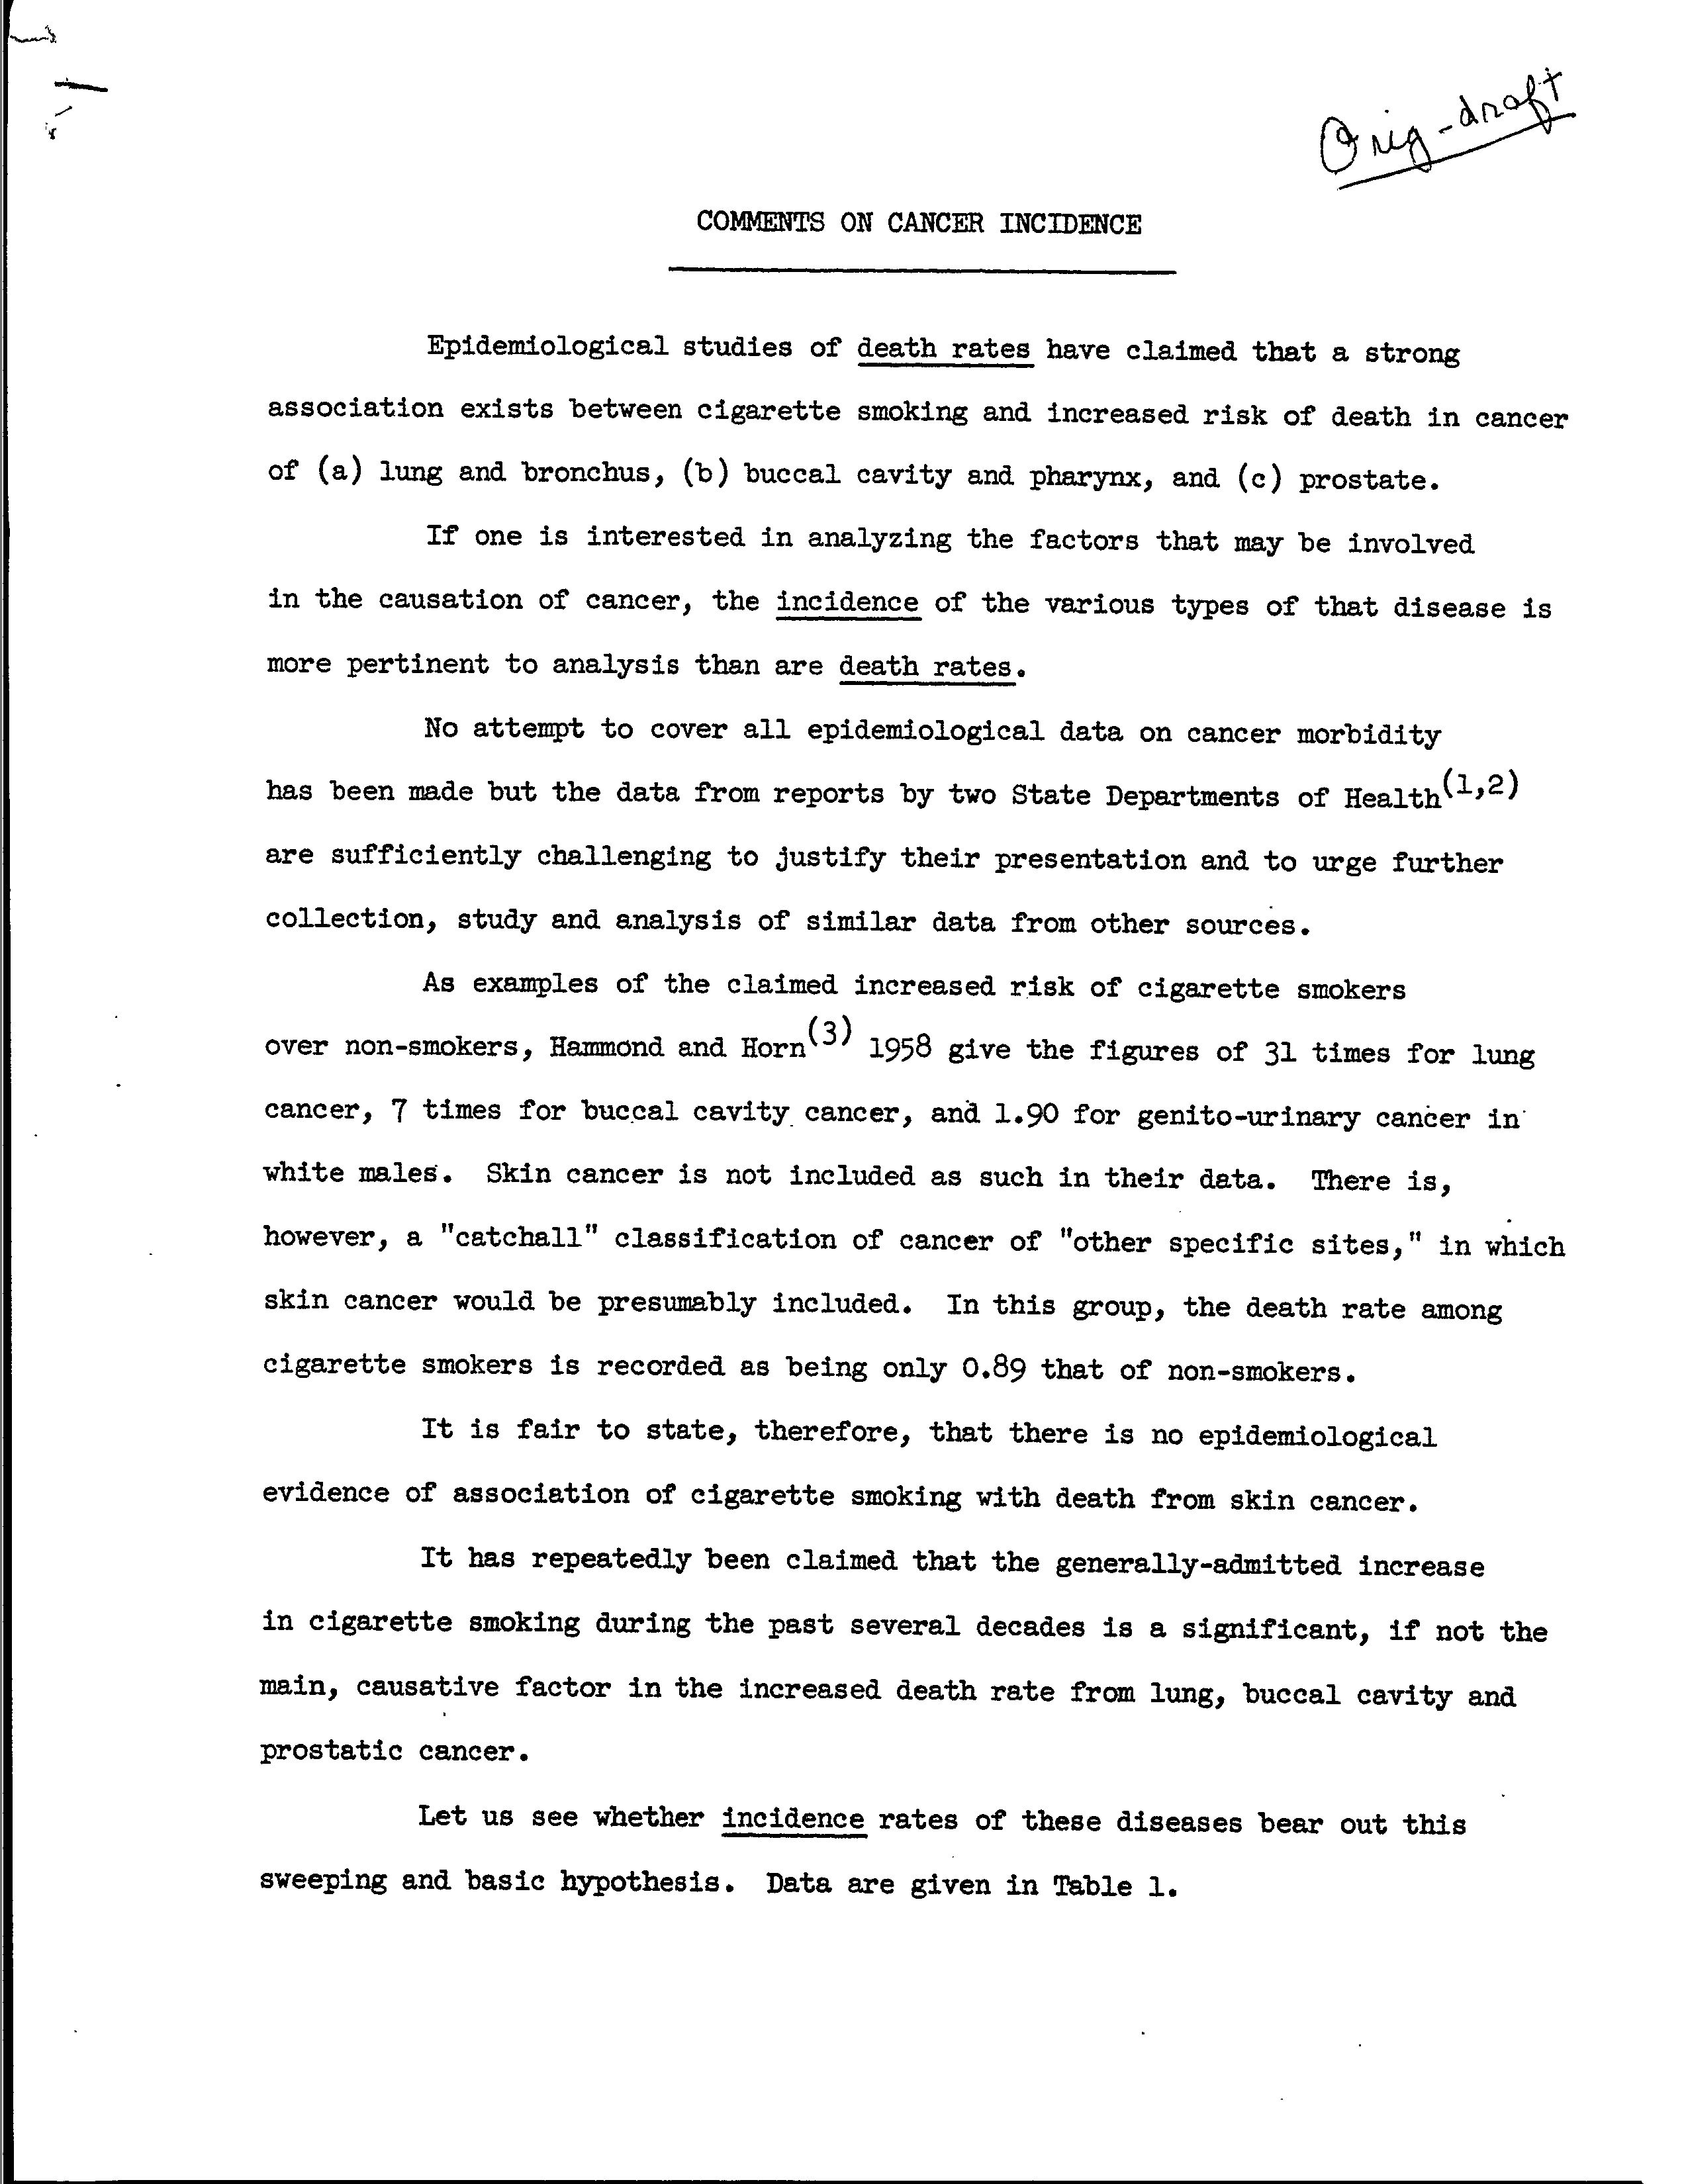 Orig-draft
COMMENTS ON CANCER INCIDENCE
Epidemiological studies of death rates have claimed that a strong
association exists between cigarette smoking and increased risk of death in cancer
of (a) lung and bronchus, (b) buccal cavity and pharynx, and (c) prostate.
If one is interested in analyzing the factors that may be involved
in the causation of cancer, the incidence of the various types of that disease is
more pertinent to analysis than are death rates.
No attempt to cover all epidemiological data on cancer morbidity
has been made but the data from reports by two State Departments of Health(1,2)
are sufficiently challenging to justify their presentation and to urge further
collection, study and analysis of similar data from other sources.
As examples of the claimed increased risk of cigarette smokers
over non-smokers, Hammond and Horn(3) 1958 give the figures of 31 times for lung
cancer, 7 times for buccal cavity cancer, and 1.90 for genito-urinary cancer in
white males. Skin cancer is not included as such in their data. There is,
however, a "catchall" classification of cancer of "other specific sites," in which
skin cancer would be presumably included. In this group, the death rate among
cigarette smokers is recorded as being only 0.89 that of non-smokers.
It is fair to state, therefore, that there is no epidemiological
evidence of association of cigarette smoking with death from skin cancer.
It has repeatedly been claimed that the generally-admitted increase
in cigarette smoking during the past several decades is a significant, if not the
main, causative factor in the increased death rate from lung, buccal cavity and
prostatic cancer.
Let us see whether incidence rates of these diseases bear out this
sweeping and basic hypothesis. Data are given in Table 1.